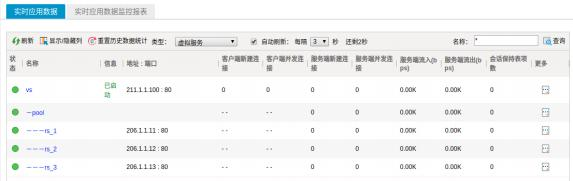 实时应用数据 实时应用数据监控报表
刷新 显示/隐藏列 重置历史数据统计 类型: 虚拟服务 自动刷新: 每隔 3 秒 还剩2秒 名称: * 查询
状态 名称 信息 地址 : 端口 客户端新建连接 客户端并发连接 服务端新建连接 服务端并发连接 服务端流入(bps) 服务端流出(bps) 会话保持表项数 更多
vs 已启动 211.1.1.100 : 80 0 0 0 0 0.00K 0.00K 0
－pool - - - - 0 0 0.00K 0.00K 0
－－－rs_1 206.1.1.11 : 80 - - - - 0 0 0.00K 0.00K 0
－－－rs_2 206.1.1.12 : 80 - - - - 0 0 0.00K 0.00K 0
－－－rs_3 206.1.1.13 : 80 - - - - 0 0 0.00K 0.00K 0